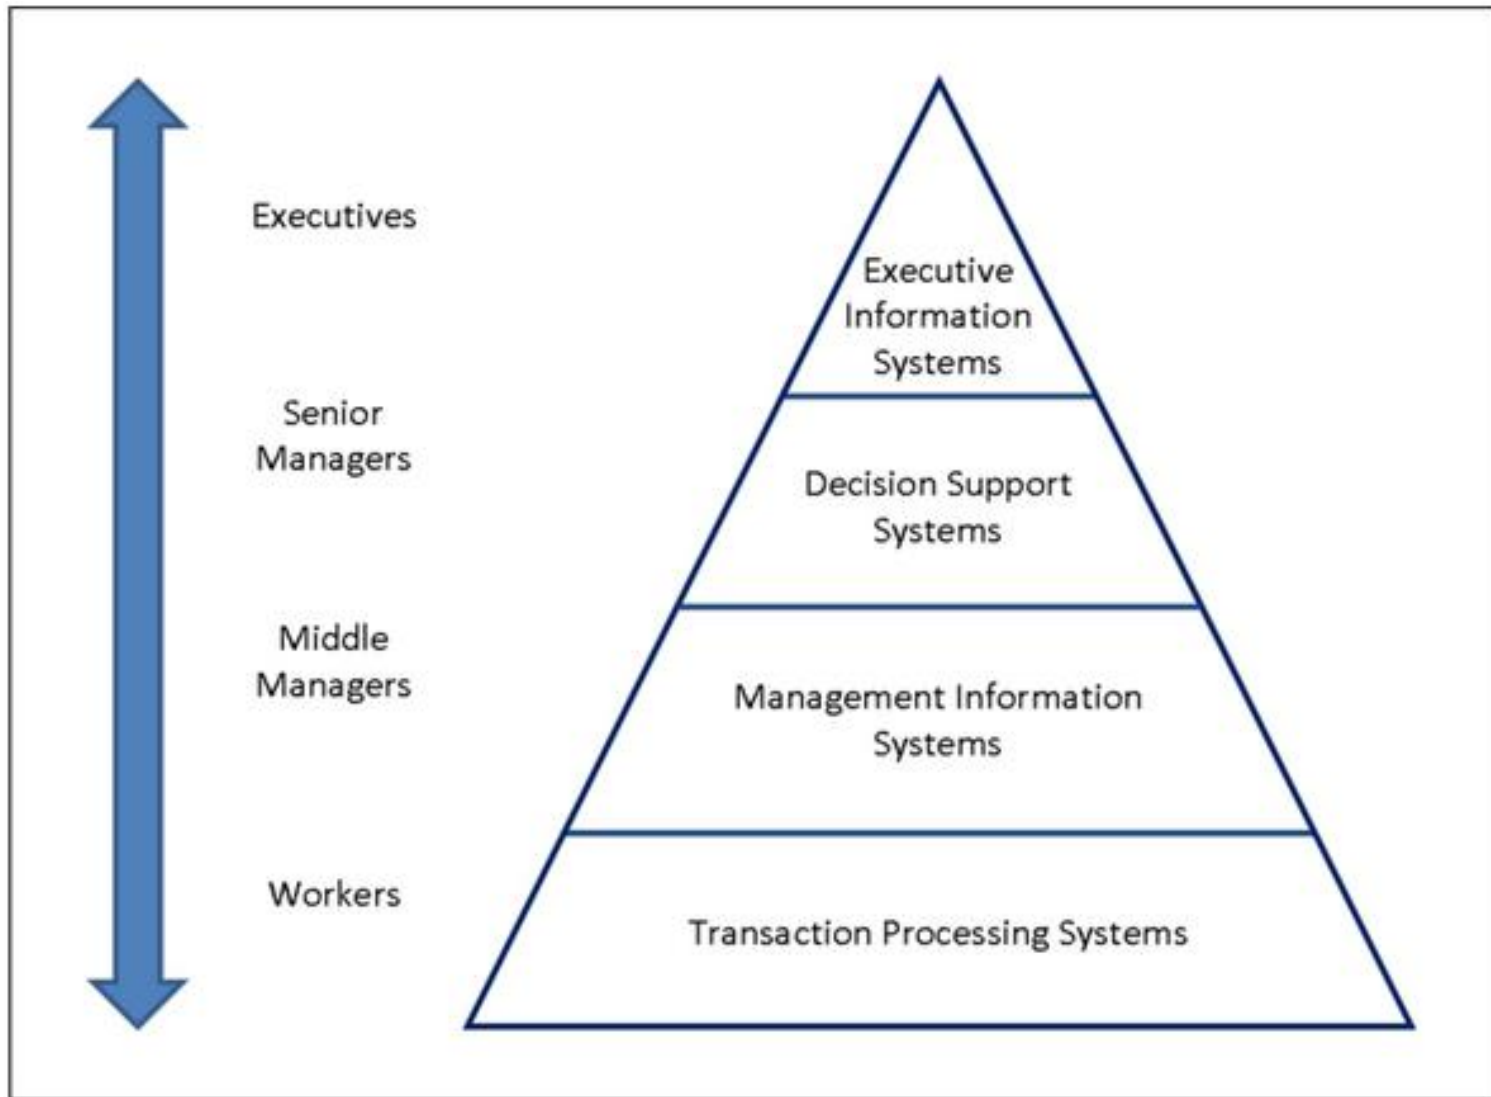 Executives
Executive
Information
Systems
Senior
Managers
Decision Support
Systems
Middle
Managers
Management Information
Systems
Workers
Transaction Processing Systems